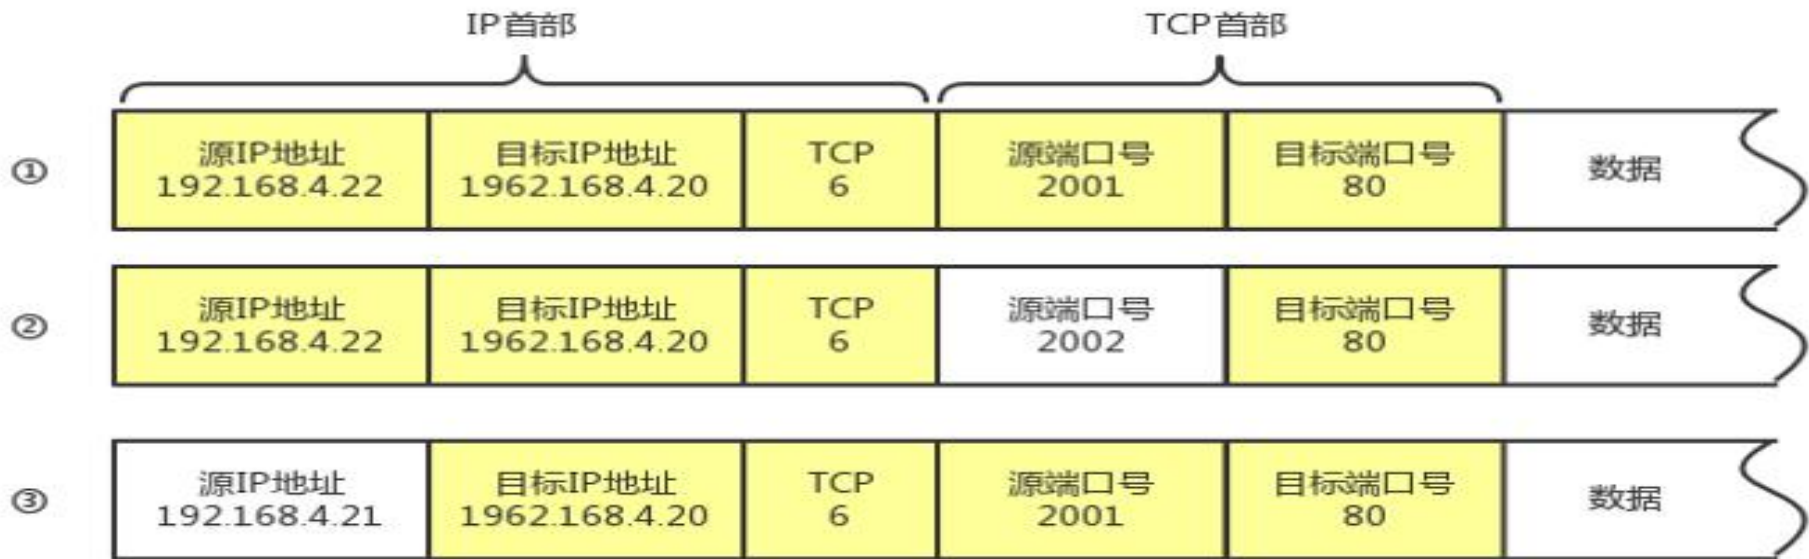 IP首部 TCP首部
① 源IP地址 目标IP地址 TCP 源端口号 目标端口号 数据
192.168.4.22 1962.168.4.20 6 2001 80
② 源IP地址 目标IP地址 TCP 源端口号 目标端口号 数据
192.168.4.22 1962.168.4.20 6 2002 80
③ 源IP地址 目标IP地址 TCP 源端口号 目标端口号 数据
192.168.4.21 1962.168.4.20 6 2001 80